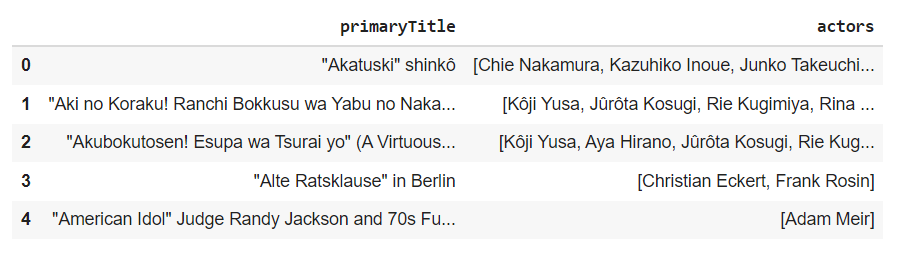 primaryTitle actors
0 "Akatuski" shinkô [Chie Nakamura, Kazuhiko Inoue, Junko Takeuchi...
1 "Aki no Koraku! Ranchi Bokkusu wa Yabu no Naka... [Kôji Yusa, Jûrôta Kosugi, Rie Kugimiya, Rina ...
2 "Akubokutosen! Esupa wa Tsurai yo" (A Virtuous... [Kôji Yusa, Aya Hirano, Jûrôta Kosugi, Rie Kug...
3 "Alte Ratsklause" in Berlin [Christian Eckert, Frank Rosin]
4 "American Idol" Judge Randy Jackson and 70s Fu... [Adam Meir]